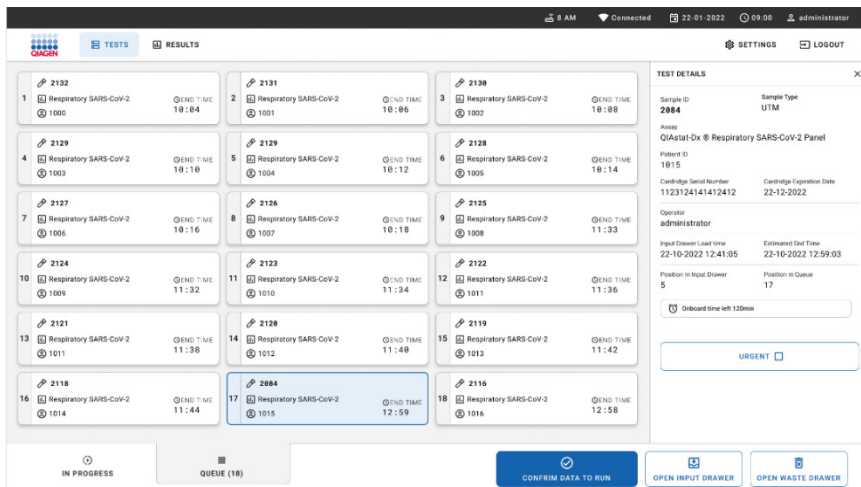 8 AM Connected 22-01-2022 09:00 administrator
QIAGEN TESTS RESULTS SETTINGS LOGOUT
2132
1 Respiratory SARS-CoV-2 END TIME
1000 10:04
2131
2 Respiratory SARS-CoV-2 END TIME
1001 10:06
2130
3 Respiratory SARS-CoV-2 END TIME
1002 10:08
2129
4 Respiratory SARS-CoV-2 END TIME
1003 10:10
2129
5 Respiratory SARS-CoV-2 END TIME
1004 10:12
2128
6 Respiratory SARS-CoV-2 END TIME
1005 10:14
2127
7 Respiratory SARS-CoV-2 END TIME
1006 10:16
2126
8 Respiratory SARS-CoV-2 END TIME
1007 10:18
2125
9 Respiratory SARS-CoV-2 END TIME
1008 11:33
2124
10 Respiratory SARS-CoV-2 END TIME
1009 11:32
2123
11 Respiratory SARS-CoV-2 END TIME
1010 11:34
2122
12 Respiratory SARS-CoV-2 END TIME
1011 11:36
2121
13 Respiratory SARS-CoV-2 END TIME
1011 11:38
2120
14 Respiratory SARS-CoV-2 END TIME
1012 11:40
2119
15 Respiratory SARS-CoV-2 END TIME
1013 11:42
2118
16 Respiratory SARS-CoV-2 END TIME
1014 11:44
2084
17 Respiratory SARS-CoV-2 END TIME
1015 12:59
2116
18 Respiratory SARS-CoV-2 END TIME
1016 12:58
TEST DETAILS
Sample ID Sample Type
2084 UTM
Assay
QIAstat-Dx ® Respiratory SARS-CoV-2 Panel
Patient ID
1015
Cardridge Serial Number Cardridge Expiration Date
1123124141412412 22-12-2022
Operator
administrator
Input Drawer Load time Estimated End Time
22-10-2022 12:41:05 22-10-2022 12:59:03
Position in Input Drawer Position in Queue
5 17
Onboard time left 120min
URGENT
IN PROGRESS QUEUE (18) CONFRIM DATA TO RUN OPEN INPUT DRAWER OPEN WASTE DRAWER